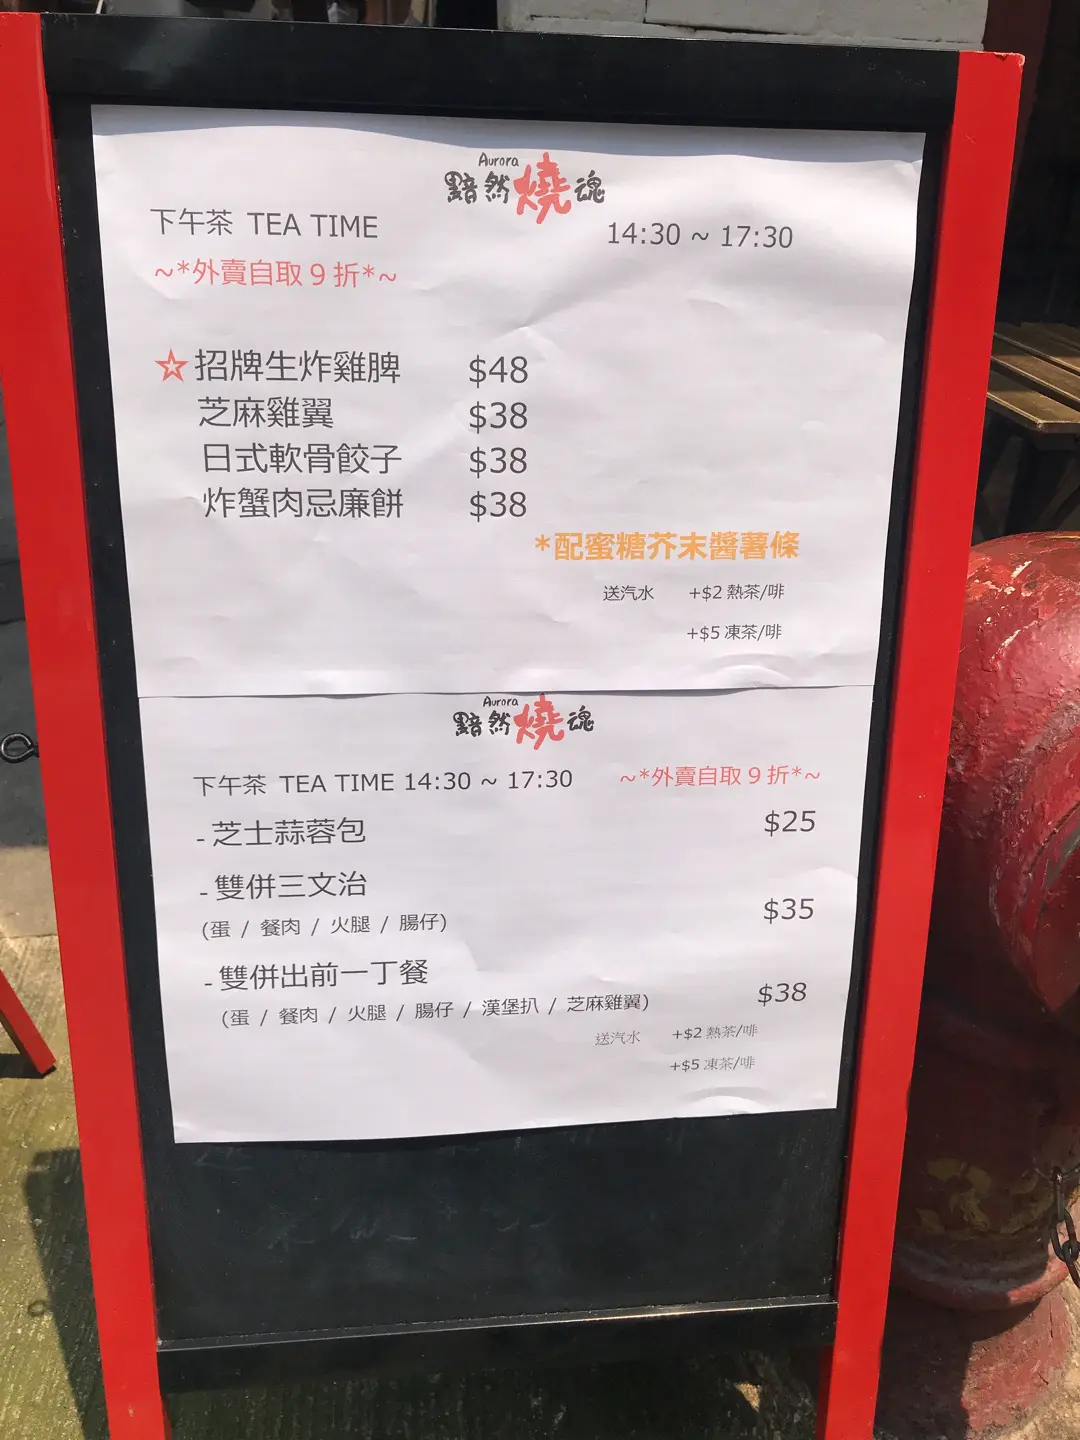 Aurora
黯然燒魂
下午茶 TEA TIME 14:30 ~ 17:30
~*外賣自取 9 折*~
☆招牌生炸雞脾 $48
芝麻雞翼 $38
日式軟骨餃子 $38
炸蟹肉忌廉餅 $38
*配蜜糖芥末醬薯條
送汽水 +$2 熱茶/啡
+$5 凍茶/啡
Aurora
黯然燒魂
下午茶 TEA TIME 14:30 ~ 17:30 ~*外賣自取 9 折*~
- 芝士蒜蓉包 $25
- 雙併三文治
(蛋 / 餐肉 / 火腿 / 腸仔) $35
- 雙併出前一丁餐
(蛋 / 餐肉 / 火腿 / 腸仔 / 漢堡扒 / 芝麻雞翼) $38
送汽水 +$2 熱茶/啡
+$5 凍茶/啡